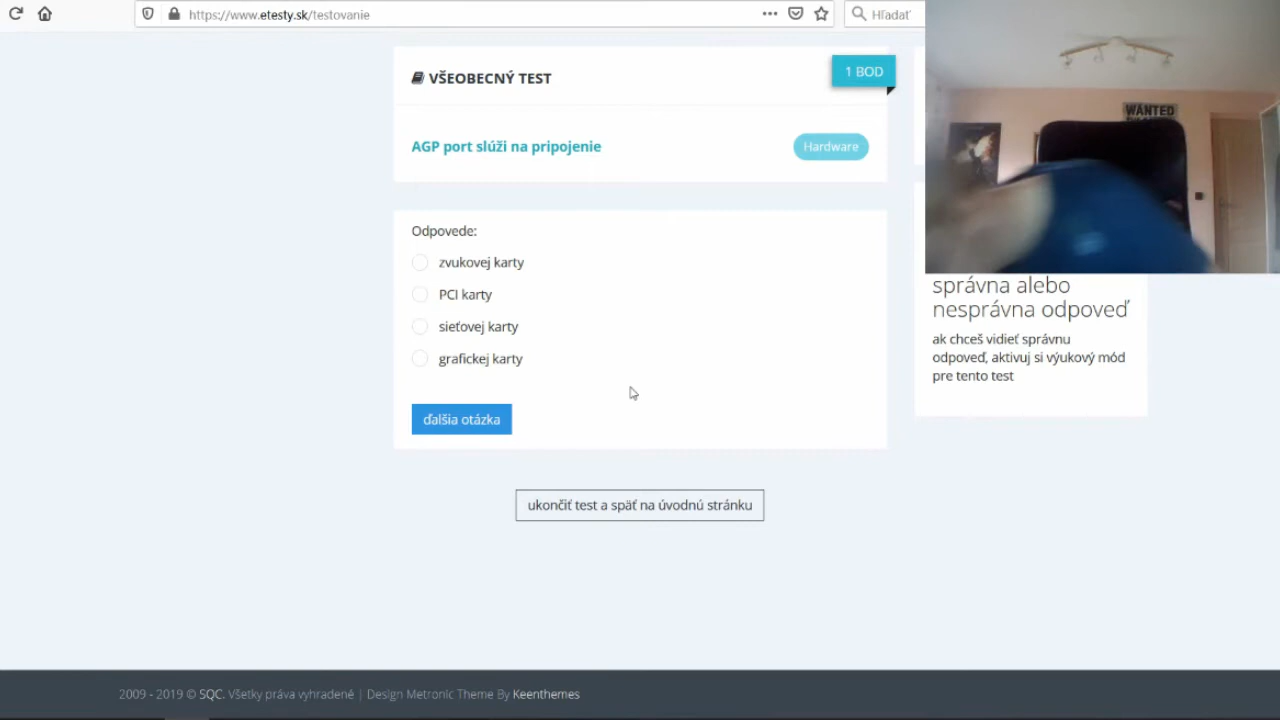 https://www.etesty.sk/testovanie
Hľadať
VŠEOBECNÝ TEST
1 BOD
AGP port slúži na pripojenie
Hardware
Odpovede:
zvukovej karty
PCI karty
sieťovej karty
grafickej karty
ďalšia otázka
ukončiť test a späť na úvodnú stránku
WANTED
správna alebo
nesprávna odpoveď
ak chceš vidieť správnu
odpoveď, aktivuj si výukový mód
pre tento test
2009 - 2019 © SQC. Všetky práva vyhradené | Design Metronic Theme By Keenthemes